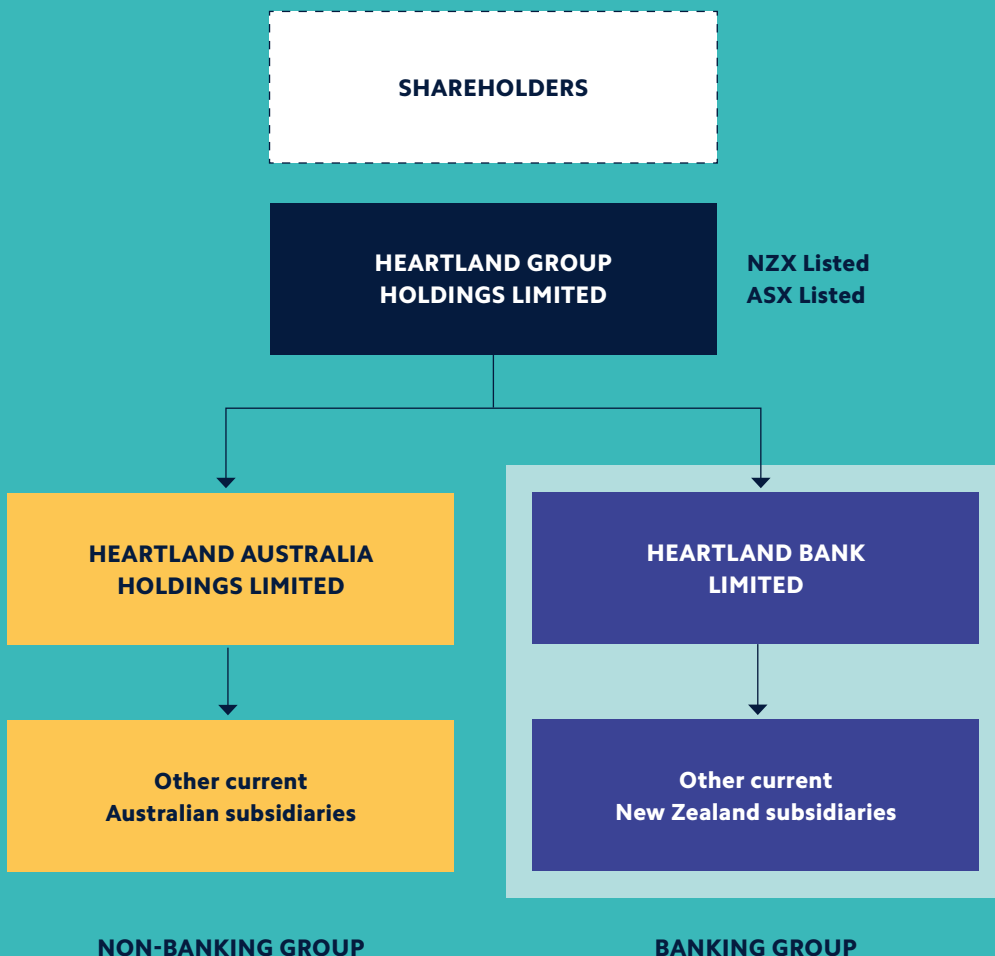 SHAREHOLDERS
HEARTLAND GROUP
HOLDINGS LIMITED
NZX Listed
ASX Listed
HEARTLAND AUSTRALIA
HOLDINGS LIMITED
HEARTLAND BANK
LIMITED
Other current
Australian subsidiaries
Other current
New Zealand subsidiaries
NON-BANKING GROUP
BANKING GROUP